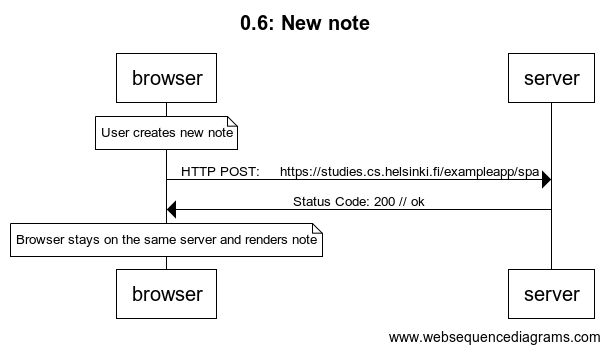 0.6: New note
browser server
User creates new note
HTTP POST: https://studies.cs.helsinki.fi/exampleapp/spa
Status Code: 200 // ok
Browser stays on the same server and renders note
browser server
www.websequencediagrams.com